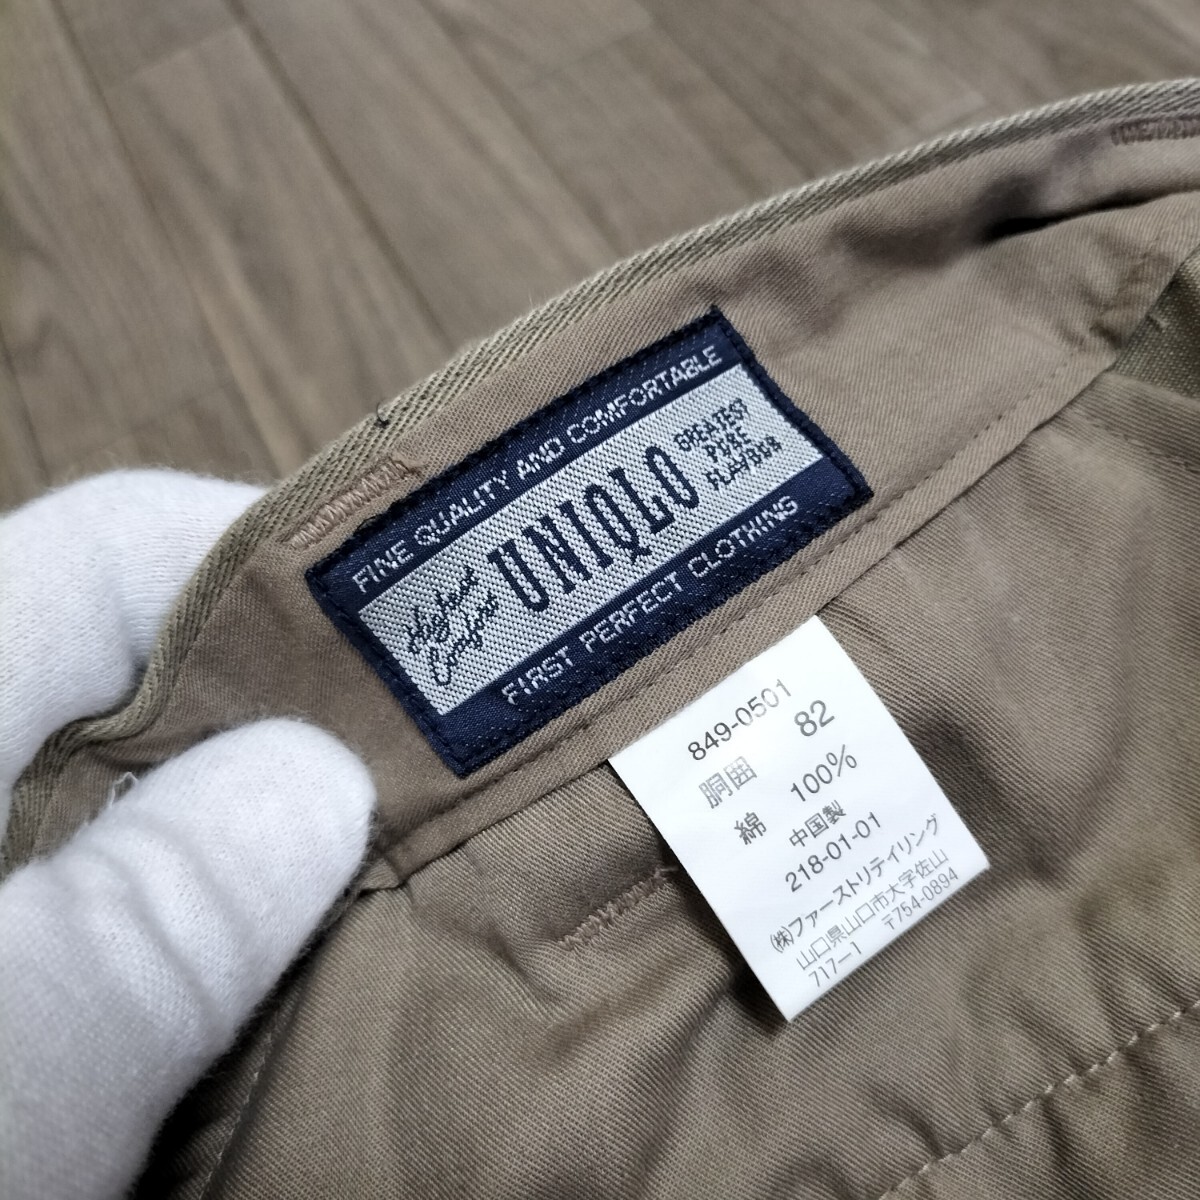 FINE QUALITY AND COMFORTABLE
Highest Comfort
UNIQLO
GREATEST
PURE
FLAVOUR
FIRST PERFECT CLOTHING
849-0501
胴囲 82
綿 100%
中国製
218-01-01
(株)ファーストリテイリング
山口県山口市大字佐山
717-1 〒754-0894